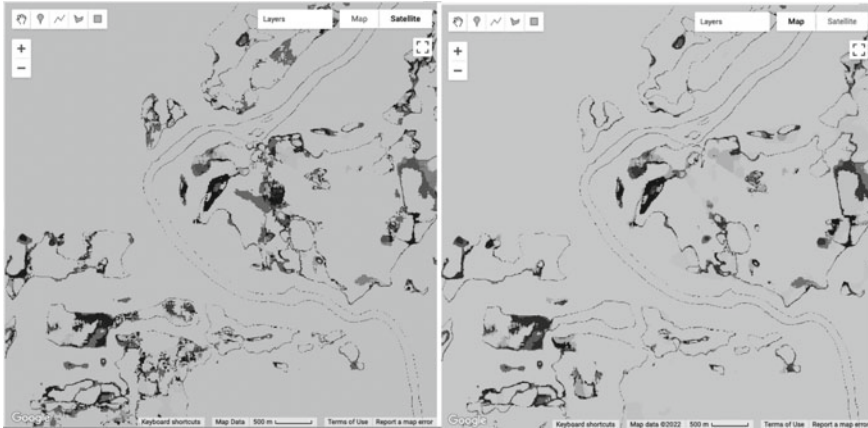 Layers Map Satellite
Google
Keyboard shortcuts Map Data 500 m Terms of Use Report a map error
Layers Map Satellite
Google
Keyboard shortcuts Map data ©2022 500 m Terms of Use Report a map error